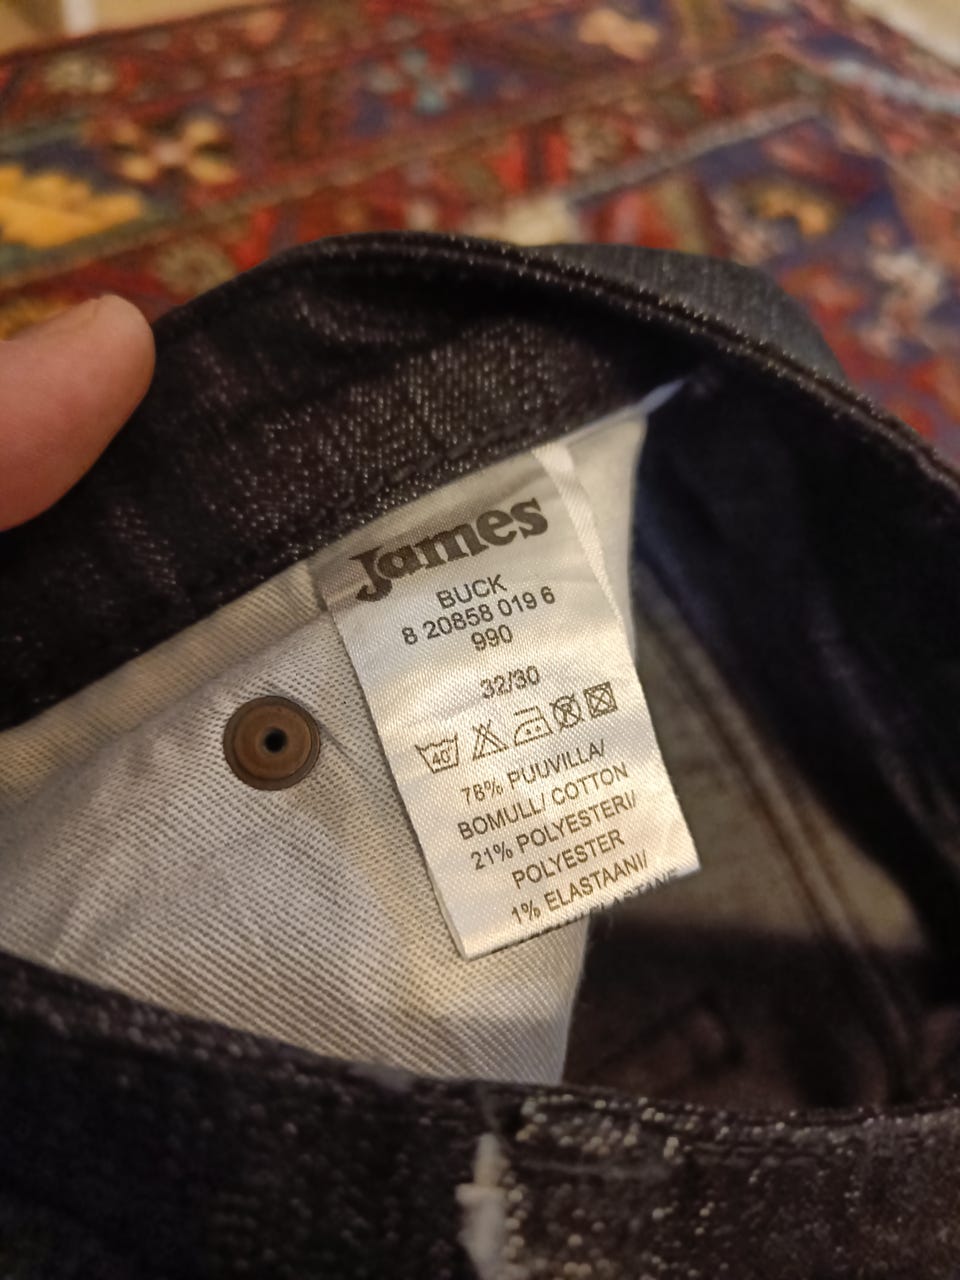 James
BUCK
8 20858 019 6
990
32/30
40
78% PUUVILLA/
BOMULL/ COTTON
21% POLYESTERI/
POLYESTER
1% ELASTAANI/
ELASTANE